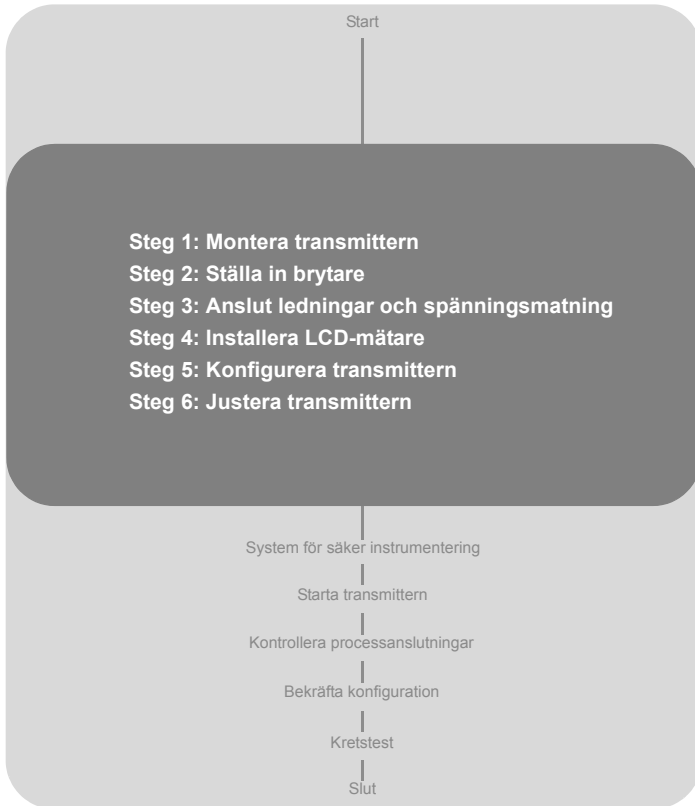 Start
Steg 1: Montera transmittern
Steg 2: Ställa in brytare
Steg 3: Anslut ledningar och spänningsmatning
Steg 4: Installera LCD-mätare
Steg 5: Konfigurera transmittern
Steg 6: Justera transmittern
System för säker instrumentering
Starta transmittern
Kontrollera processanslutningar
Bekräfta konfiguration
Kretstest
Slut